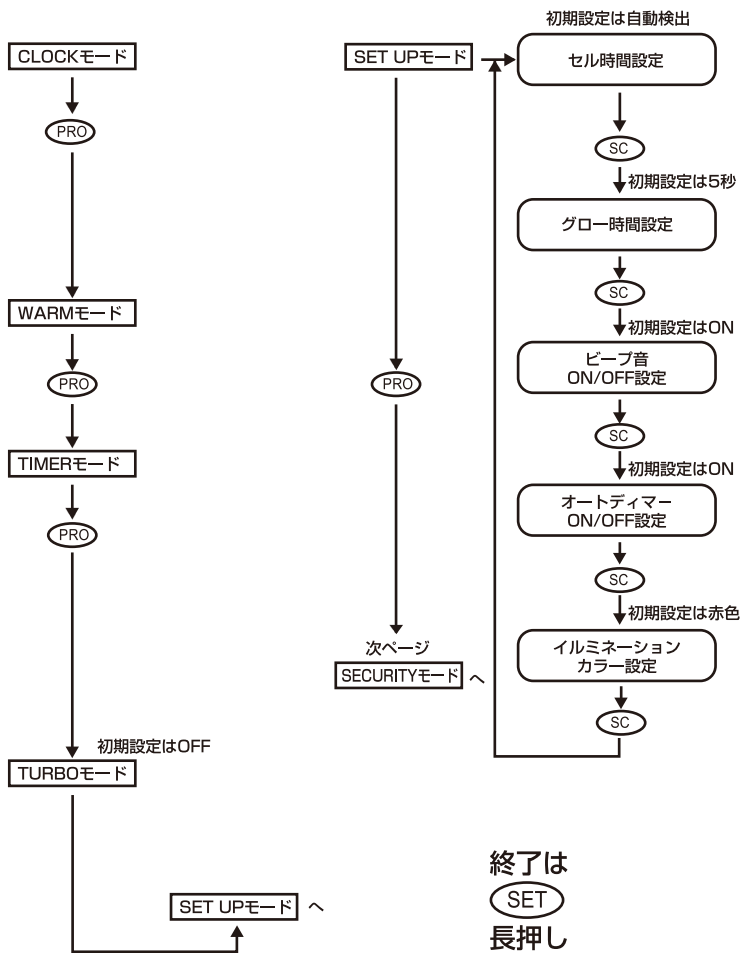 CLOCKモード
PRO
WARMモード
PRO
TIMERモード
PRO
初期設定はOFF
TURBOモード
SET UPモード へ
SET UPモード
PRO
次ページ
SECURITYモード へ
初期設定は自動検出
セル時間設定
SC
初期設定は5秒
グロー時間設定
SC
初期設定はON
ビープ音
ON/OFF設定
SC
初期設定はON
オートディマー
ON/OFF設定
SC
初期設定は赤色
イルミネーション
カラー設定
SC
終了は
SET
長押し